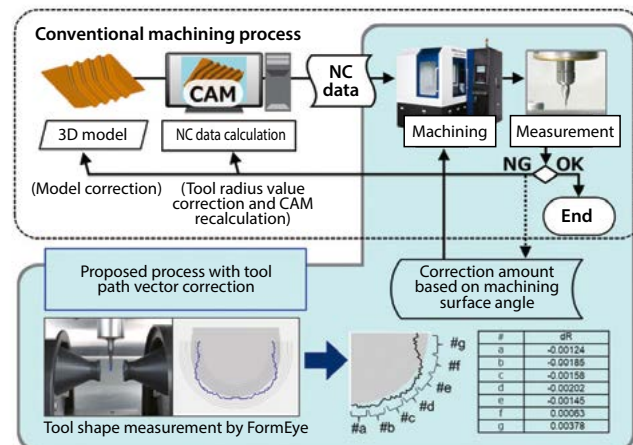 Conventional machining process
CAM
NC
data
3D model
NC data calculation
Machining
Measurement
(Model correction)
(Tool radius value
correction and CAM
recalculation)
NG
OK
End
Proposed process with tool
path vector correction
Correction amount
based on machining
surface angle
#g
#f
#e
#d
#c
#b
#a
Tool shape measurement by FormEye
# dR
a -0.00124
b -0.00185
c -0.00158
d -0.00202
e -0.00145
f 0.00063
g 0.00378